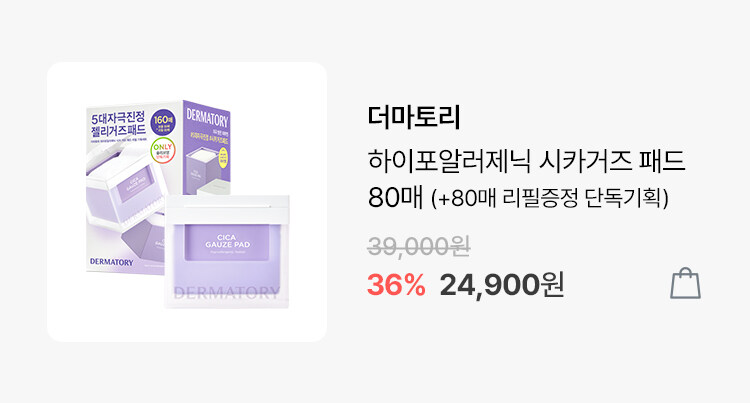 5대자극진정
젤리거즈패드
160매
ONLY
DERMATORY
CICA
GAUZE PAD
DERMATORY
DERMATORY
더마토리
하이포알러제닉 시카거즈 패드
80매 (+80매 리필증정 단독기획)
39,000원
36% 24,900원